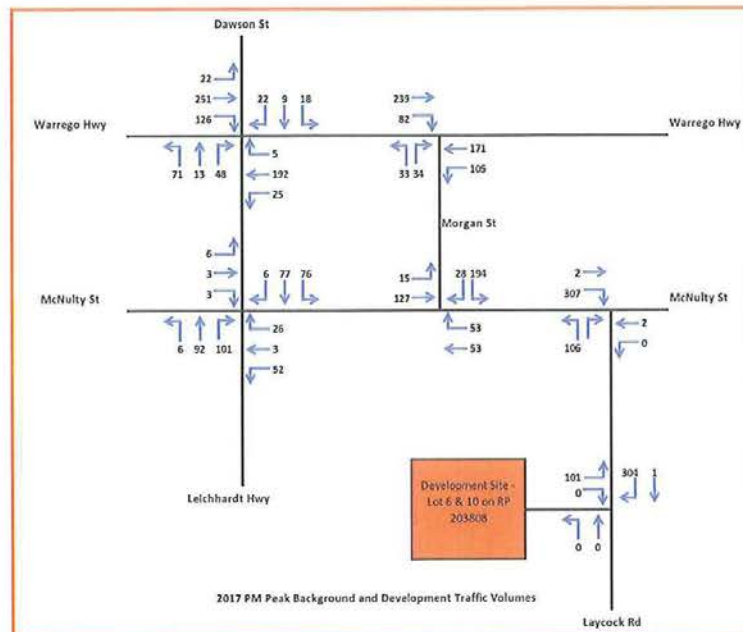 Dawson St
22
251
126
22 9 18
239
82
Warrego Hwy
Warrego Hwy
71 13 48
5
192
25
33 34
171
105
Morgan St
6
3
3
6 77 76
15
127
28 194
2
307
McNulty St
McNulty St
6 92 101
26
3
52
53
53
106
2
0
Leichhardt Hwy
Development Site -
Lot 6 & 10 on RP
203808
101
0
301 1
0 0
2017 PM Peak Background and Development Traffic Volumes
Laycock Rd